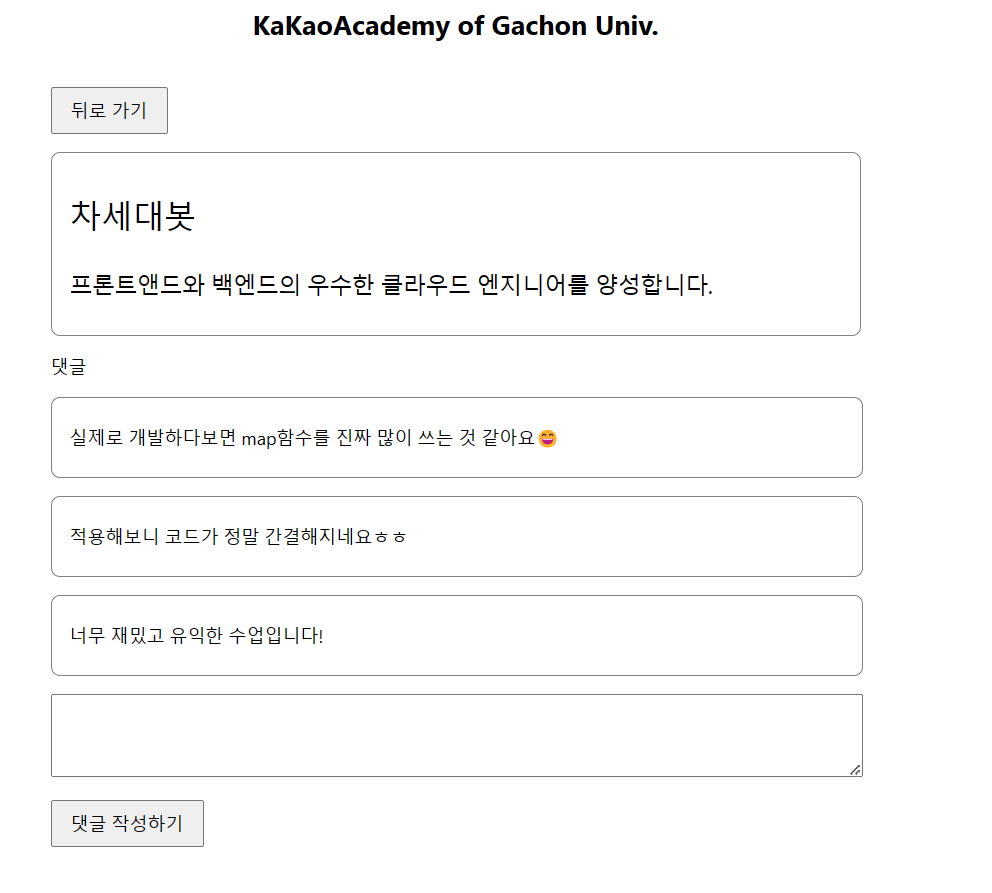 KaKaoAcademy of Gachon Univ.
뒤로 가기
차세대봇
프론트앤드와 백엔드의 우수한 클라우드 엔지니어를 양성합니다.
댓글
실제로 개발하다보면 map함수를 진짜 많이 쓰는 것 같아요😄
적용해보니 코드가 정말 간결해지네요ㅎㅎ
너무 재밌고 유익한 수업입니다!
댓글 작성하기